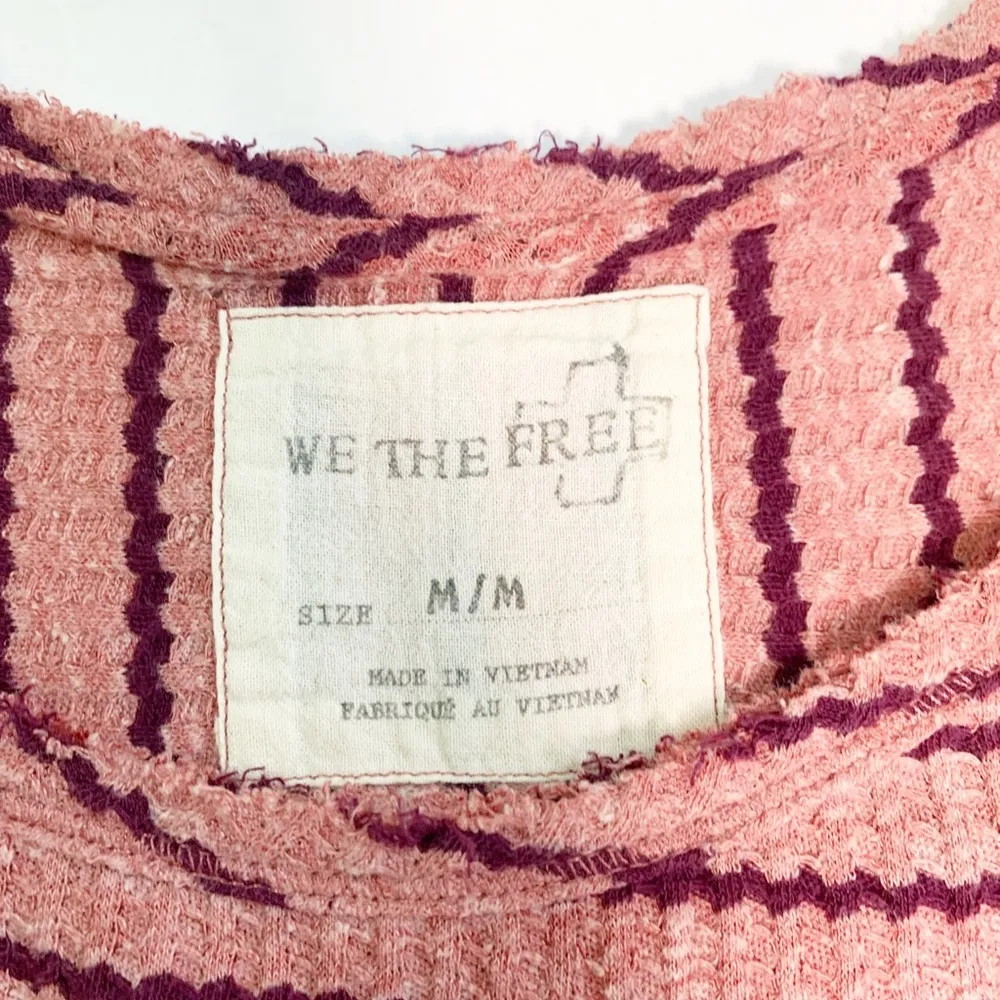 WE THE FREE
SIZE M/M
MADE IN VIETNAM
FABRIQUÉ AU VIETNAM